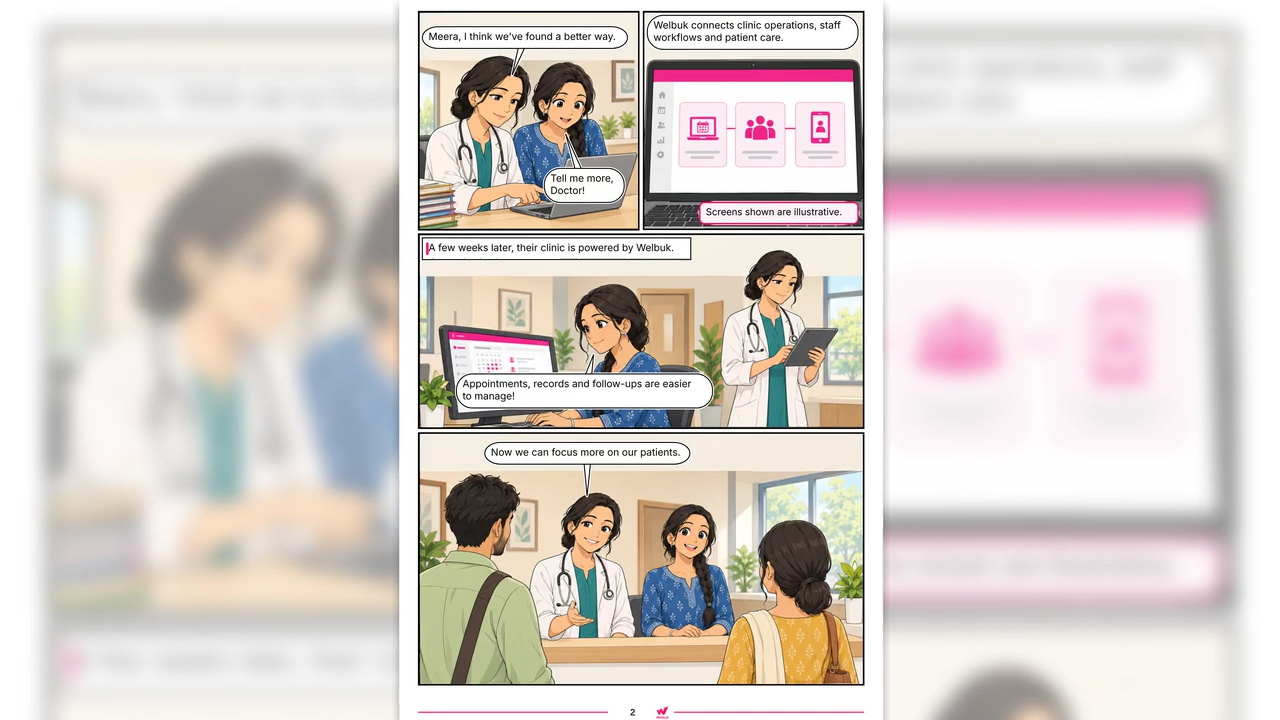 Meera, I think we've found a better way.
Tell me more,
Doctor!
Welbuk connects clinic operations, staff
workflows and patient care.
Screens shown are illustrative.
A few weeks later, their clinic is powered by Welbuk.
Appointments, records and follow-ups are easier
to manage!
Now we can focus more on our patients.
2
Welbuk